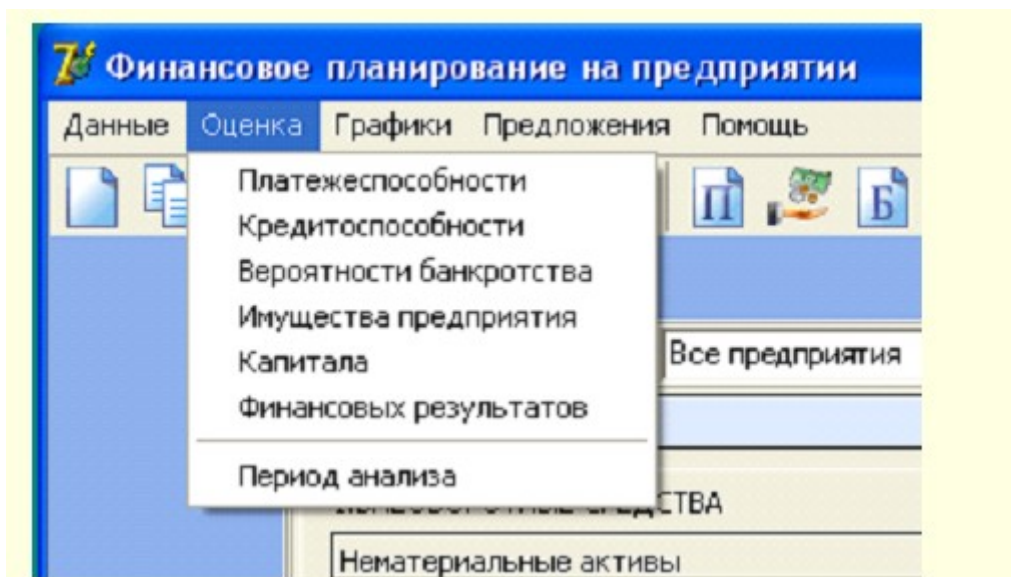 Финансовое планирование на предприятии
Данные Оценка Графики Предложения Помощь
П Б
Платежеспособности
Кредитоспособности
Вероятности банкротства
Имущества предприятия
Капитала
Все предприятия
Финансовых результатов
Период анализа
Нематериальные активы